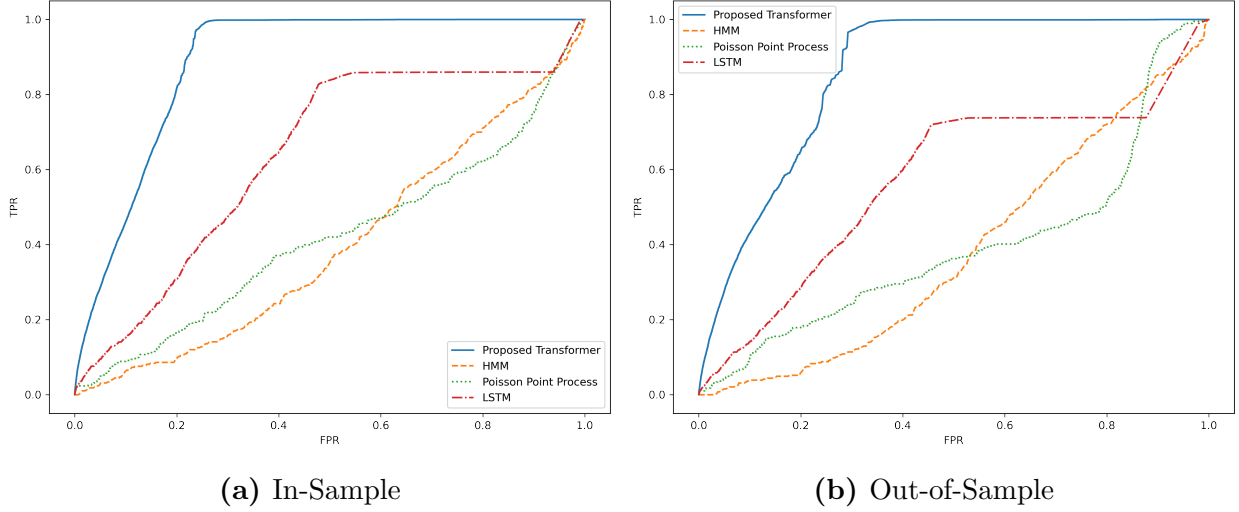 1.0
0.8
0.6
0.4
0.2
0.0
TPR
0.0 0.2 0.4 0.6 0.8 1.0
FPR
Proposed Transformer
HMM
Poisson Point Process
LSTM
(a) In-Sample
1.0
0.8
0.6
0.4
0.2
0.0
TPR
0.0 0.2 0.4 0.6 0.8 1.0
FPR
Proposed Transformer
HMM
Poisson Point Process
LSTM
(b) Out-of-Sample